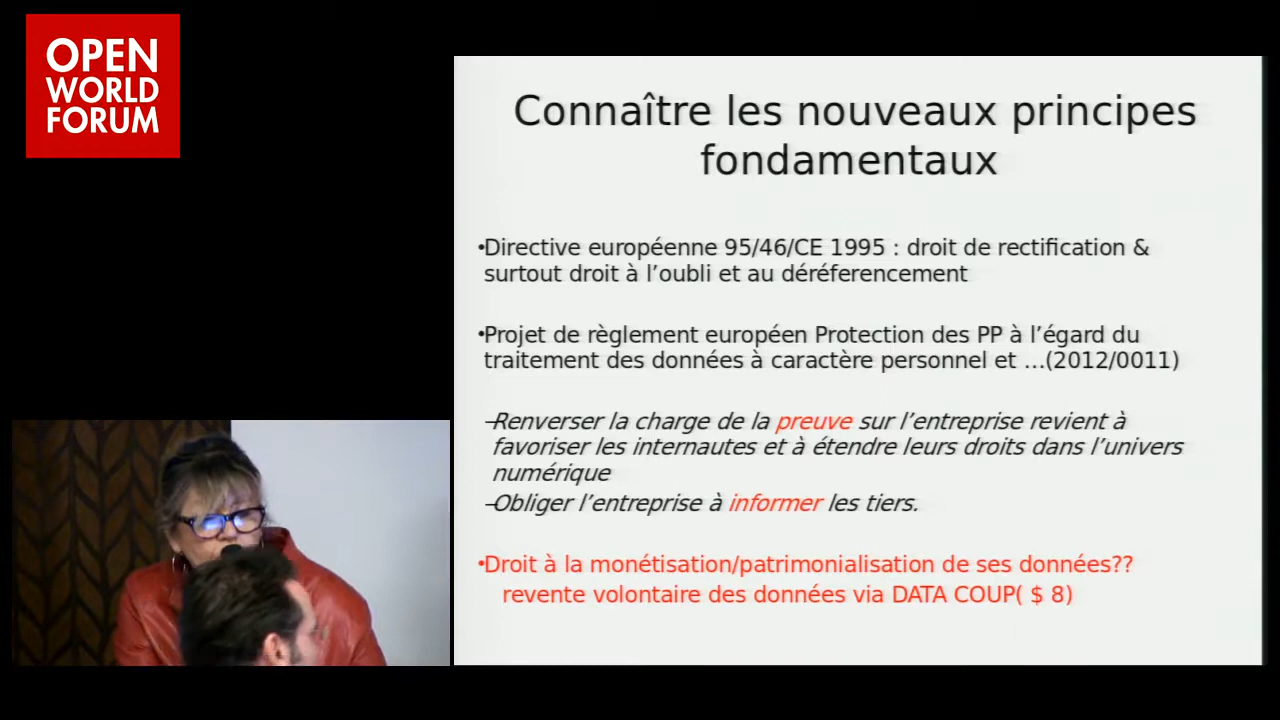 OPEN
WORLD
FORUM
Connaître les nouveaux principes
fondamentaux
•Directive européenne 95/46/CE 1995 : droit de rectification &
surtout droit à l’oubli et au déréferencement
•Projet de règlement européen Protection des PP à l’égard du
traitement des données à caractère personnel et …(2012/0011)
–Renverser la charge de la preuve sur l’entreprise revient à
favoriser les internautes et à étendre leurs droits dans l’univers
numérique
–Obliger l’entreprise à informer les tiers.
•Droit à la monétisation/patrimonialisation de ses données??
revente volontaire des données via DATA COUP( $ 8)